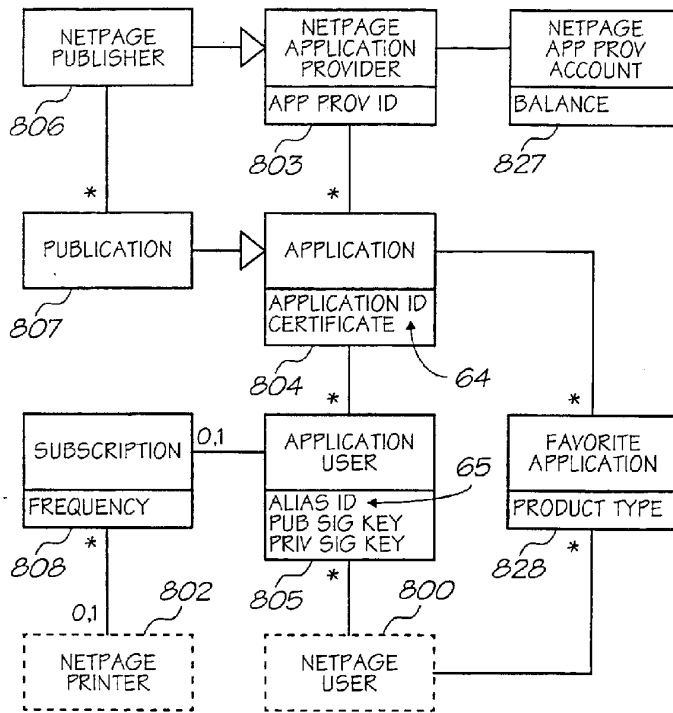 NETPAGE
PUBLISHER
806
NETPAGE
APPLICATION
PROVIDER
APP PROV ID
803
NETPAGE
APP PROV
ACCOUNT
BALANCE
827
*
*
PUBLICATION
807
APPLICATION
APPLICATION ID
CERTIFICATE
804
64
*
*
SUBSCRIPTION
FREQUENCY
808
0,1
APPLICATION
USER
ALIAS ID
PUB SIG KEY
PRIV SIG KEY
805
65
FAVORITE
APPLICATION
PRODUCT TYPE
828
*
*
*
0,1
802
NETPAGE
PRINTER
800
NETPAGE
USER